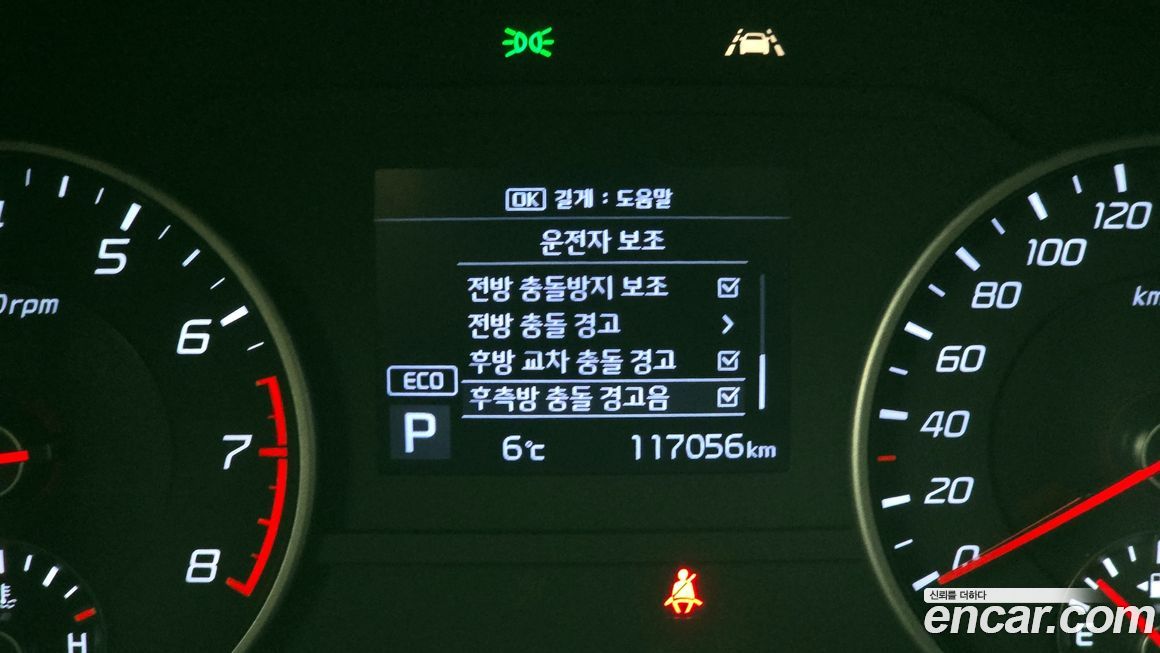 OK 길게 : 도움말
운전자 보조
전방 충돌방지 보조
전방 충돌 경고
후방 교차 충돌 경고
후측방 충돌 경고음
ECO
P
6℃
117056km
5
6
7
8
0rpm
H
0
20
40
60
80
100
120
km
E
신뢰를 더하다
encar.com